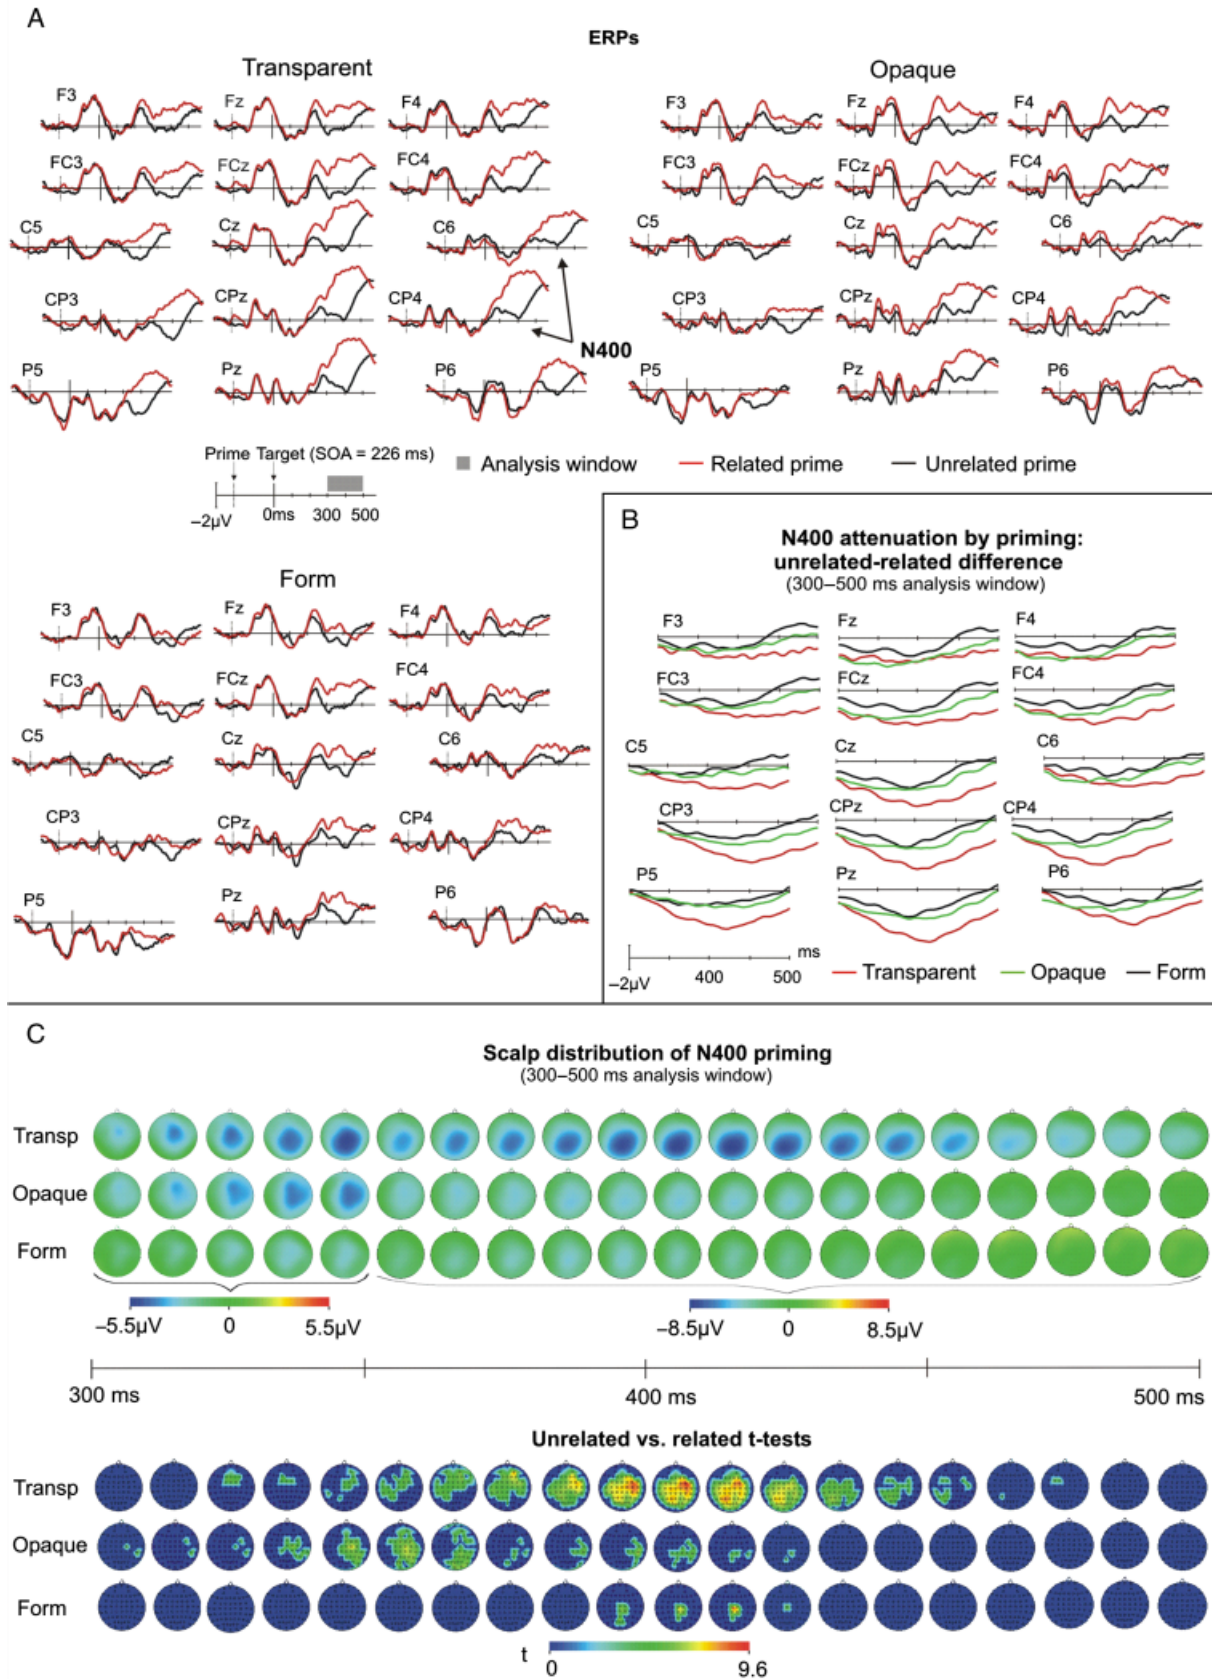 A
ERPs
Transparent
Opaque
F3 Fz F4 F3 Fz F4
FC3 FCz FC4 FC3 FCz FC4
C5 Cz C6 C5 Cz C6
CP3 CPz CP4 CP3 CPz CP4
N400
P5 Pz P6 P5 Pz P6
Prime Target (SOA = 226 ms)
Analysis window Related prime Unrelated prime
−2µV 0ms 300 500
Form
F3 Fz F4
FC3 FCz FC4
C5 Cz C6
CP3 CPz CP4
P5 Pz P6
B
N400 attenuation by priming:
unrelated-related difference
(300–500 ms analysis window)
F3 Fz F4
FC3 FCz FC4
C5 Cz C6
CP3 CPz CP4
P5 Pz P6
ms
−2µV 400 500
Transparent Opaque Form
C
Scalp distribution of N400 priming
(300–500 ms analysis window)
Transp
Opaque
Form
−5.5µV 0 5.5µV −8.5µV 0 8.5µV
300 ms 400 ms 500 ms
Unrelated vs. related t-tests
Transp
Opaque
Form
t 0 9.6